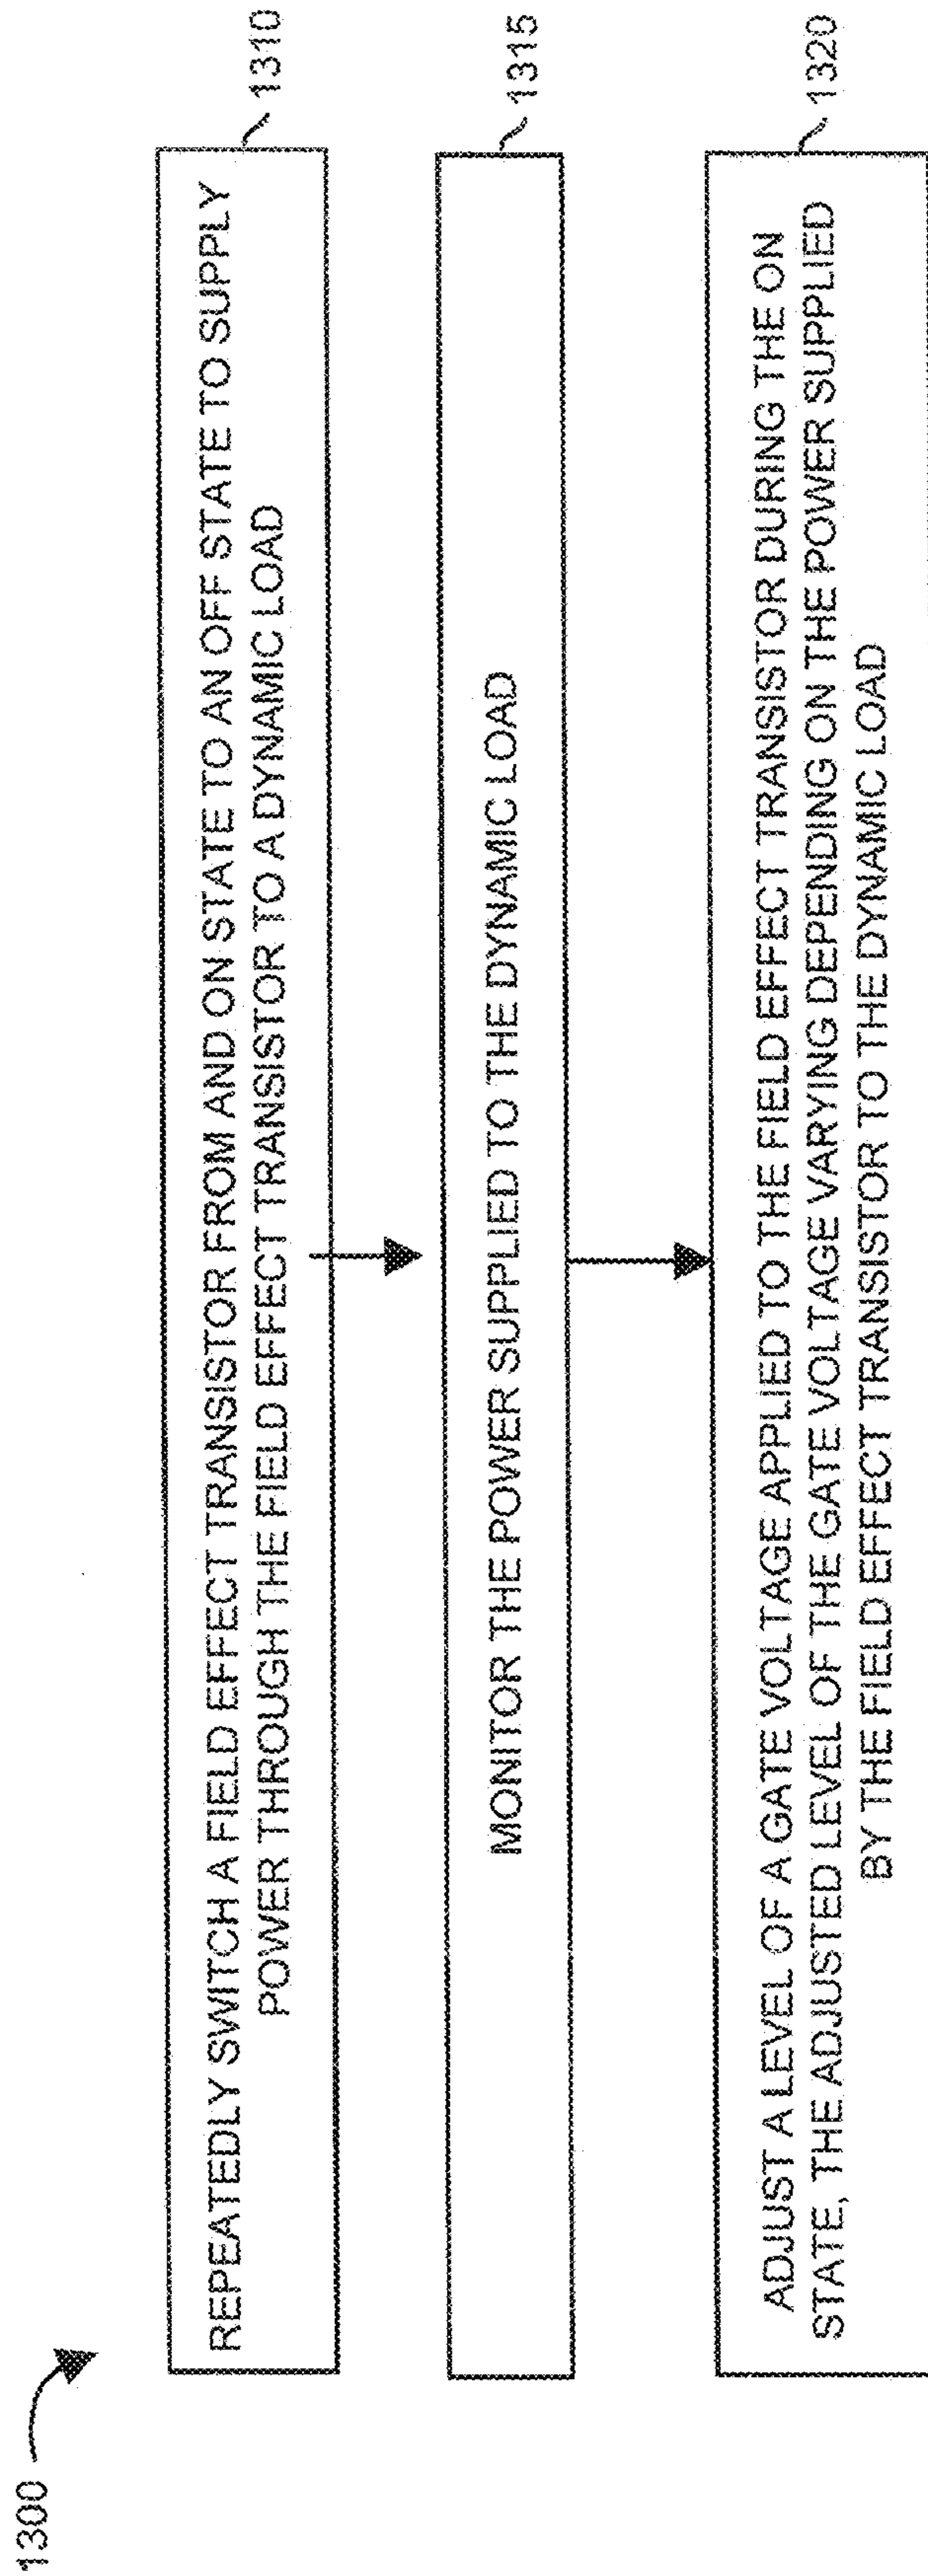 1300
REPEATEDLY SWITCH A FIELD EFFECT TRANSISTOR FROM AND ON STATE TO AN OFF STATE TO SUPPLY
POWER THROUGH THE FIELD EFFECT TRANSISTOR TO A DYNAMIC LOAD
1310
MONITOR THE POWER SUPPLIED TO THE DYNAMIC LOAD
1315
ADJUST A LEVEL OF A GATE VOLTAGE APPLIED TO THE FIELD EFFECT TRANSISTOR DURING THE ON
STATE, THE ADJUSTED LEVEL OF THE GATE VOLTAGE VARYING DEPENDING ON THE POWER SUPPLIED
BY THE FIELD EFFECT TRANSISTOR TO THE DYNAMIC LOAD
1320